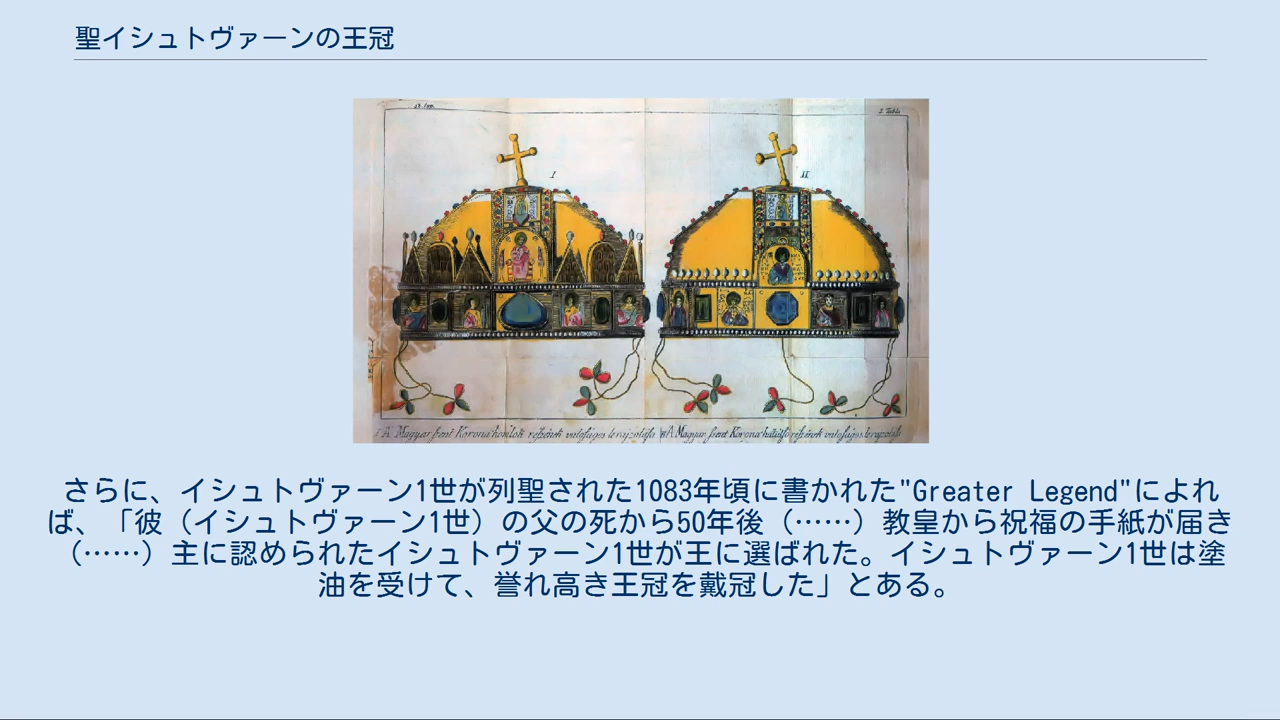 聖イシュトヴァーンの王冠
I
II
さらに、イシュトヴァーン1世が列聖された1083年頃に書かれた"Greater Legend"によれ
ば、「彼（イシュトヴァーン1世）の父の死から50年後（……）教皇から祝福の手紙が届き
（……）主に認められたイシュトヴァーン1世が王に選ばれた。イシュトヴァーン1世は塗
油を受けて、誉れ高き王冠を戴冠した」とある。